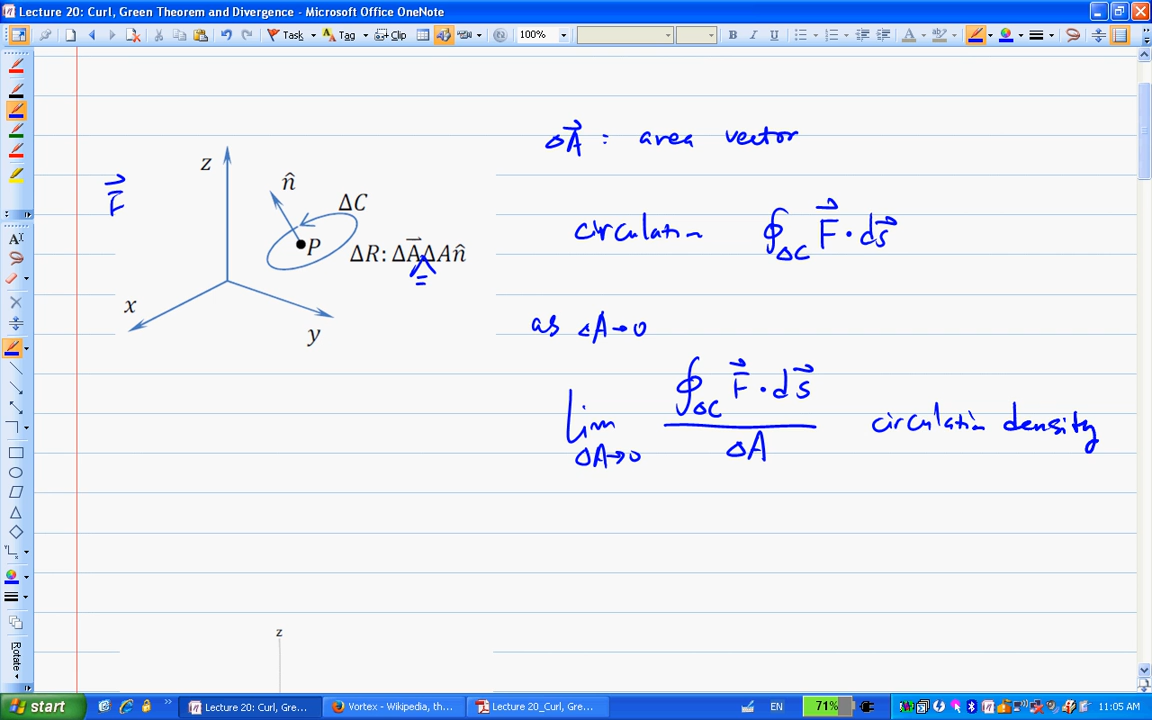 Lecture 20: Curl, Green Theorem and Divergence - Microsoft Office OneNote
Task
Tag
Clip
100%
B I U
ΔA⃗ : area vector
z
F⃗
n̂
ΔC
circulation ∮ΔC F⃗ · ds⃗
P
ΔR: ΔA⃗ = ΔAn̂
x
y
as ΔA→0
lim ΔA→0 ∮ΔC F⃗ · ds⃗ / ΔA circulation density
z
Rotate
start
Lecture 20: Curl, Gre...
Vortex - Wikipedia, th...
Lecture 20_Curl, Gre...
EN
71%
11:05 AM